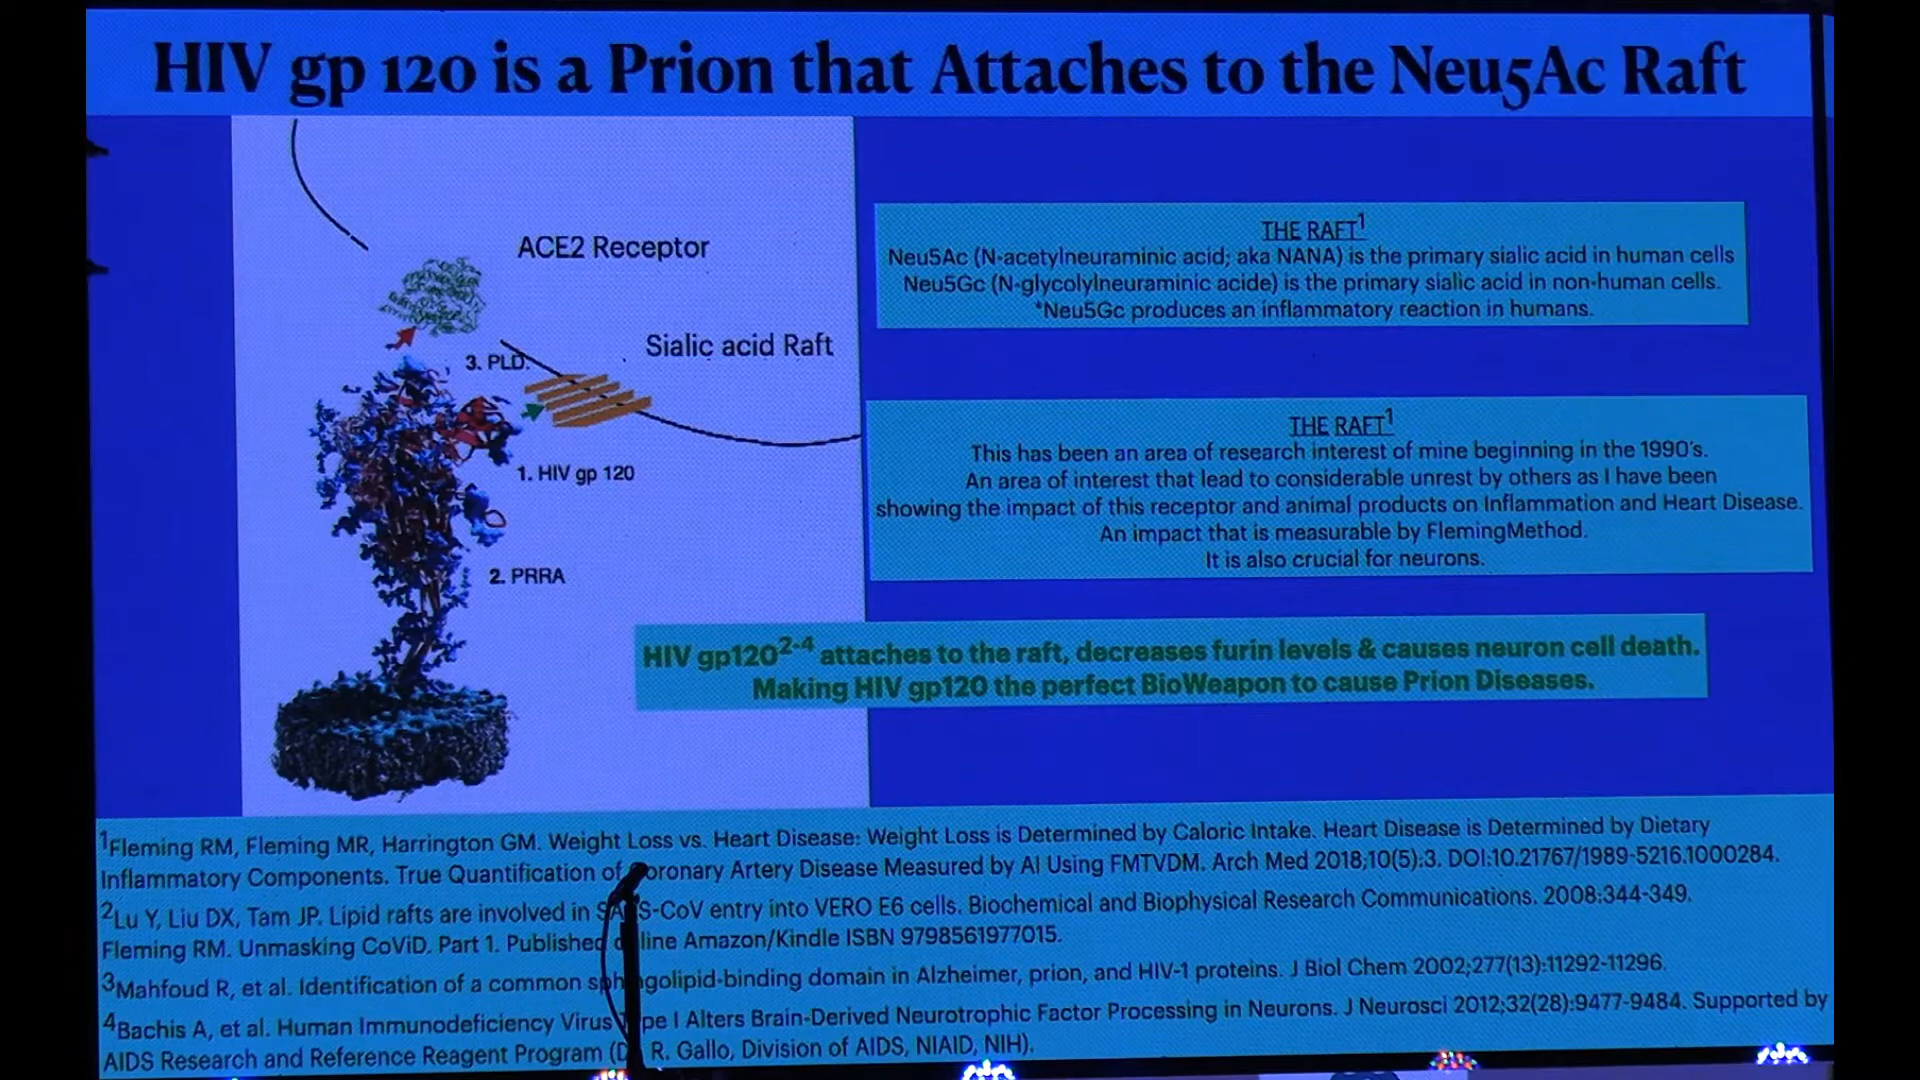 HIV gp 120 is a Prion that Attaches to the Neu5Ac Raft
ACE2 Receptor
Sialic acid Raft
3. PLD.
1. HIV gp 120
2. PRRA
THE RAFT1
Neu5Ac (N-acetylneuraminic acid; aka NANA) is the primary sialic acid in human cells
Neu5Gc (N-glycolylneuraminic acide) is the primary sialic acid in non-human cells.
*Neu5Gc produces an inflammatory reaction in humans.
THE RAFT1
This has been an area of research interest of mine beginning in the 1990's.
An area of interest that lead to considerable unrest by others as I have been
showing the impact of this receptor and animal products on Inflammation and Heart Disease.
An impact that is measurable by FlemingMethod.
It is also crucial for neurons.
HIV gp1202-4 attaches to the raft, decreases furin levels & causes neuron cell death.
Making HIV gp120 the perfect BioWeapon to cause Prion Diseases.
1Fleming RM, Fleming MR, Harrington GM. Weight Loss vs. Heart Disease: Weight Loss is Determined by Caloric Intake. Heart Disease is Determined by Dietary
Inflammatory Components. True Quantification of Coronary Artery Disease Measured by AI Using FMTVDM. Arch Med 2018;10(5):3. DOI:10.21767/1989-5216.1000284.
2Lu Y, Liu DX, Tam JP. Lipid rafts are involved in SARS-CoV entry into VERO E6 cells. Biochemical and Biophysical Research Communications. 2008:344-349.
Fleming RM. Unmasking CoViD. Part 1. Published online Amazon/Kindle ISBN 9798561977015.
3Mahfoud R, et al. Identification of a common sphingolipid-binding domain in Alzheimer, prion, and HIV-1 proteins. J Biol Chem 2002;277(13):11292-11296.
4Bachis A, et al. Human Immunodeficiency Virus Type I Alters Brain-Derived Neurotrophic Factor Processing in Neurons. J Neurosci 2012;32(28):9477-9484. Supported by
AIDS Research and Reference Reagent Program (Dr. R. Gallo, Division of AIDS, NIAID, NIH).